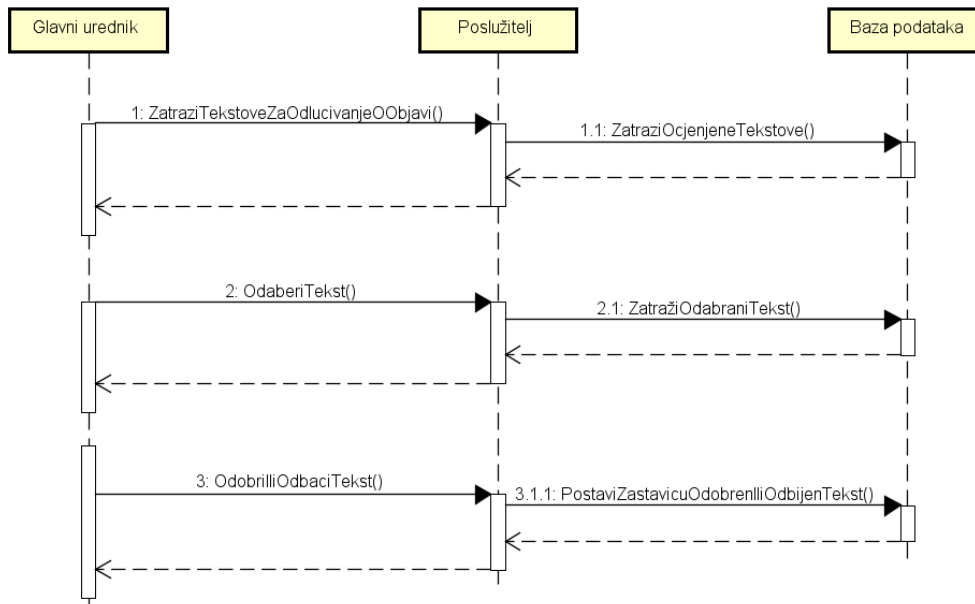 Glavni urednik
Poslužitelj
Baza podataka
1: ZatraziTekstoveZaOdlucivanjeOObjavi()
1.1: ZatraziOcjenjeneTekstove()
2: OdaberiTekst()
2.1: ZatražiOdabraniTekst()
3: OdobriIliOdbaciTekst()
3.1.1: PostaviZastavicuOdobrenIliOdbijenTekst()